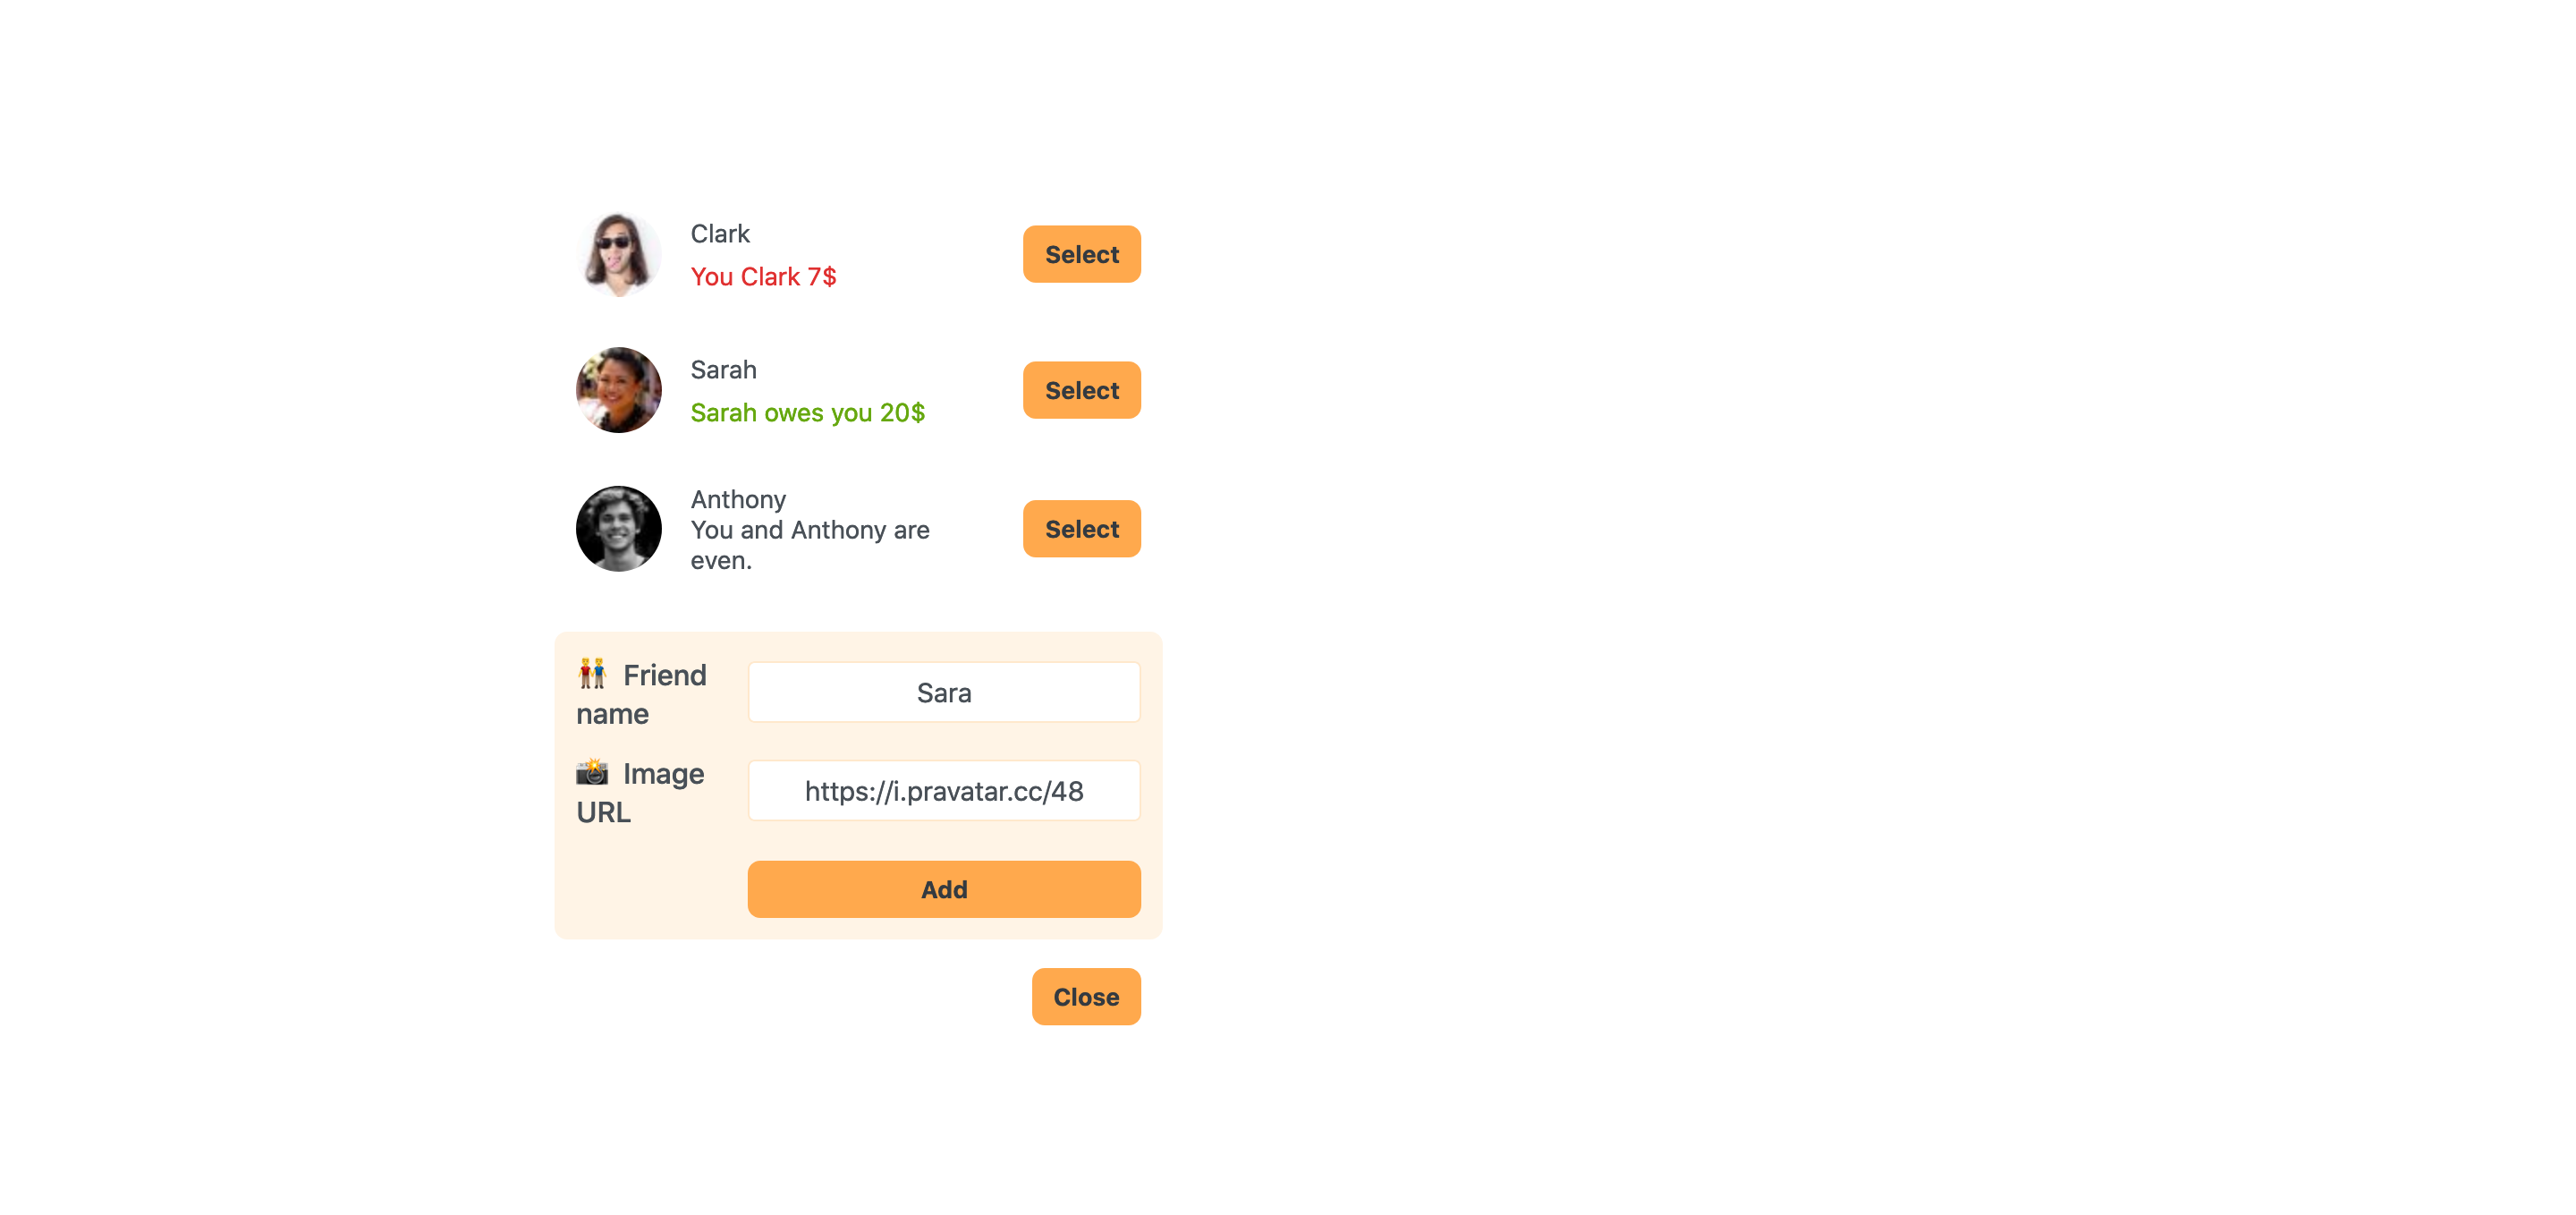 Clark
You Clark 7$
Select
Sarah
Sarah owes you 20$
Select
Anthony
You and Anthony are
even.
Select
👬 Friend
name
Sara
📸 Image
URL
https://i.pravatar.cc/48
Add
Close